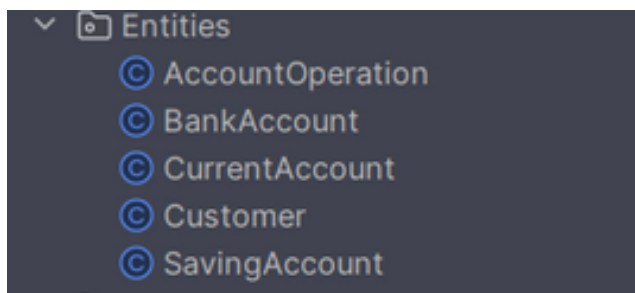 Entities
AccountOperation
BankAccount
CurrentAccount
Customer
SavingAccount